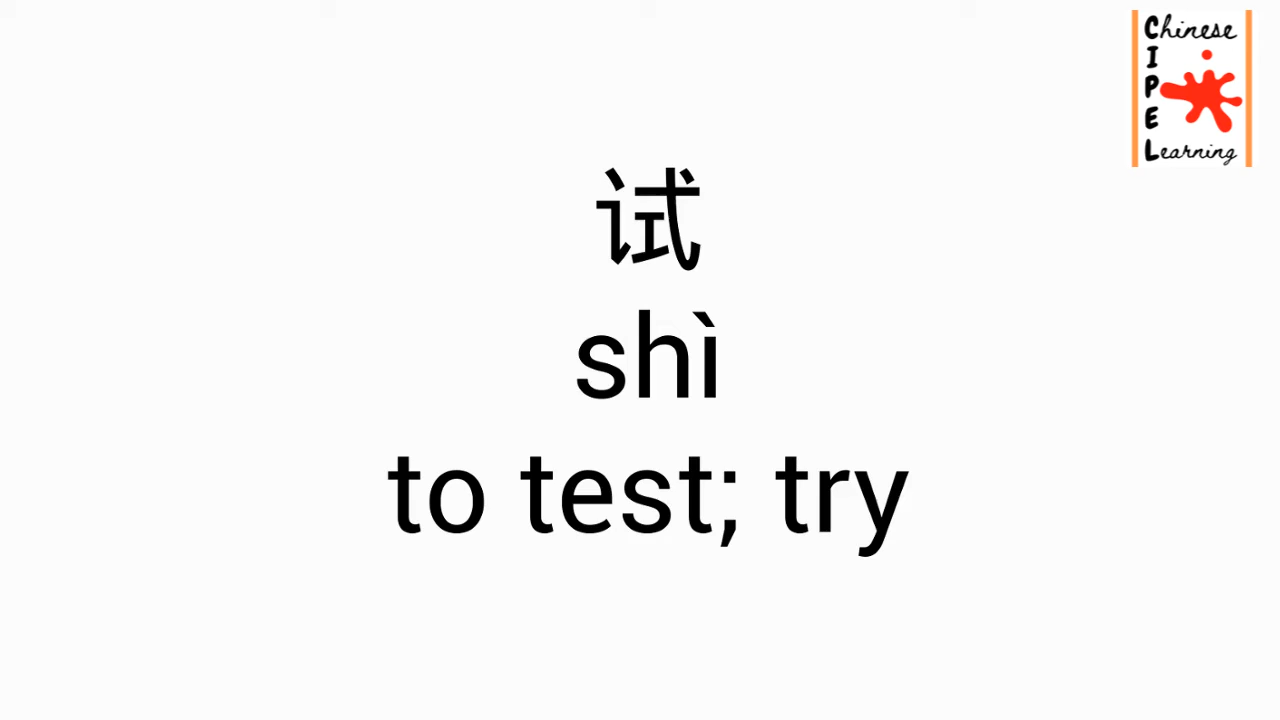 Chinese
I
P
E
Learning
试
shì
to test; try